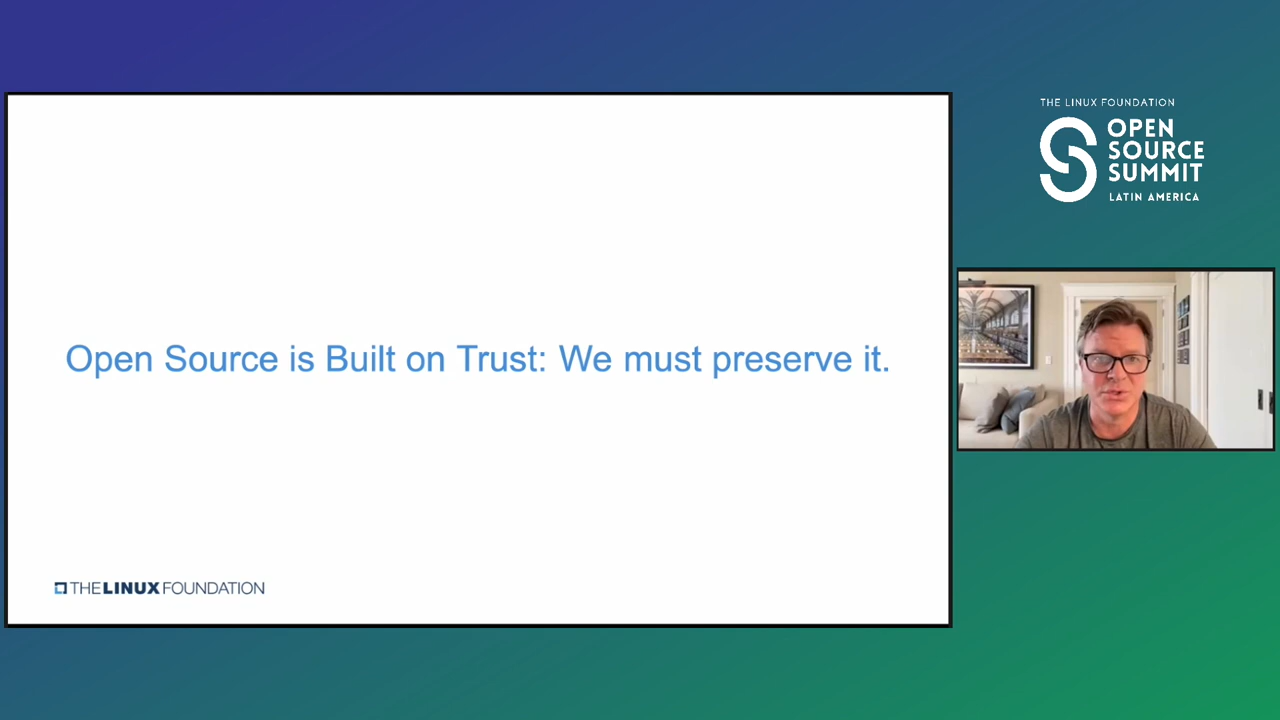 Open Source is Built on Trust: We must preserve it.
THE LINUX FOUNDATION
THE LINUX FOUNDATION
OPEN
SOURCE
SUMMIT
LATIN AMERICA